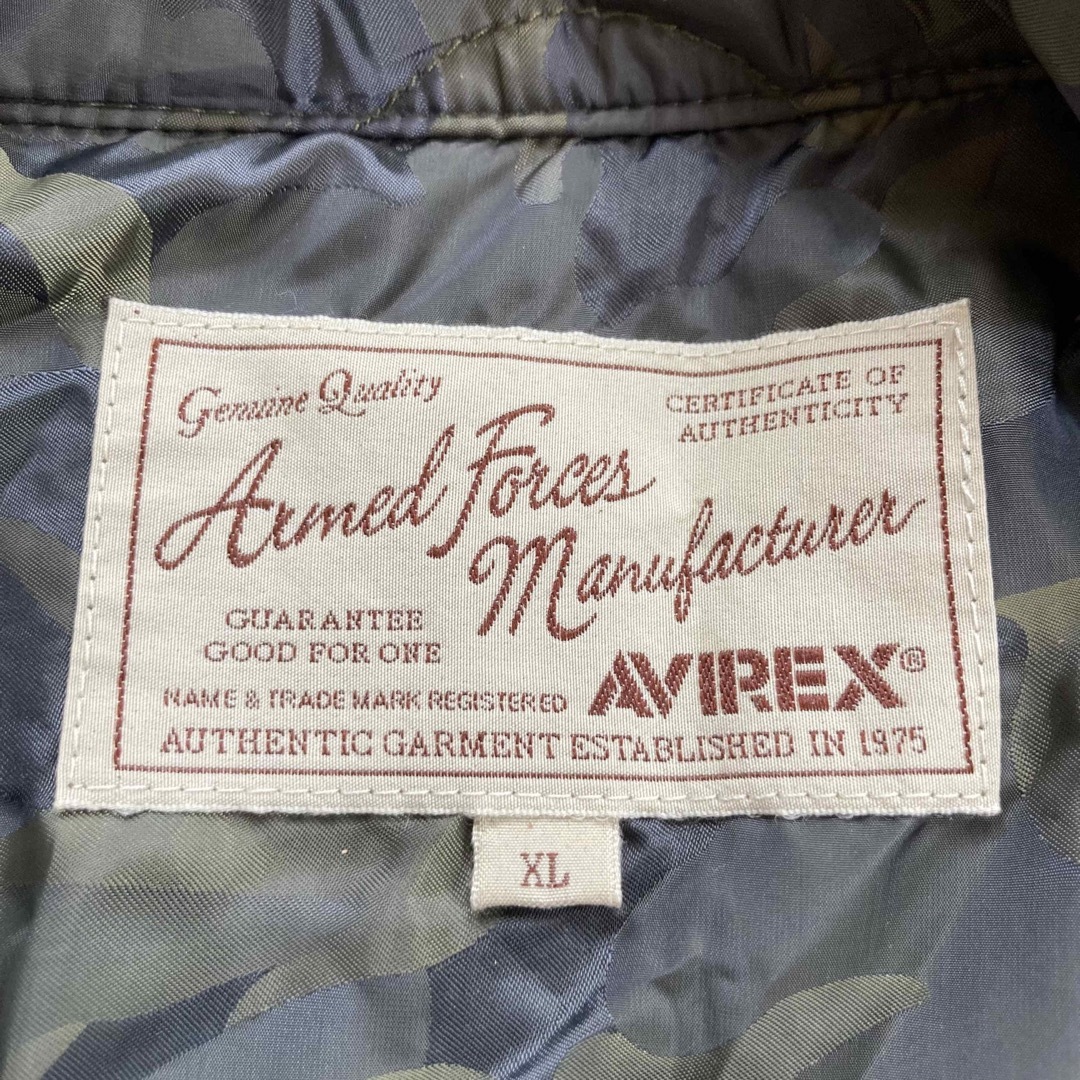 Genuine Quality
CERTIFICATE OF
AUTHENTICITY
Armed Forces
Manufacturer
GUARANTEE
GOOD FOR ONE
NAME & TRADE MARK REGISTERED
AVIREX®
AUTHENTIC GARMENT ESTABLISHED IN 1975
XL